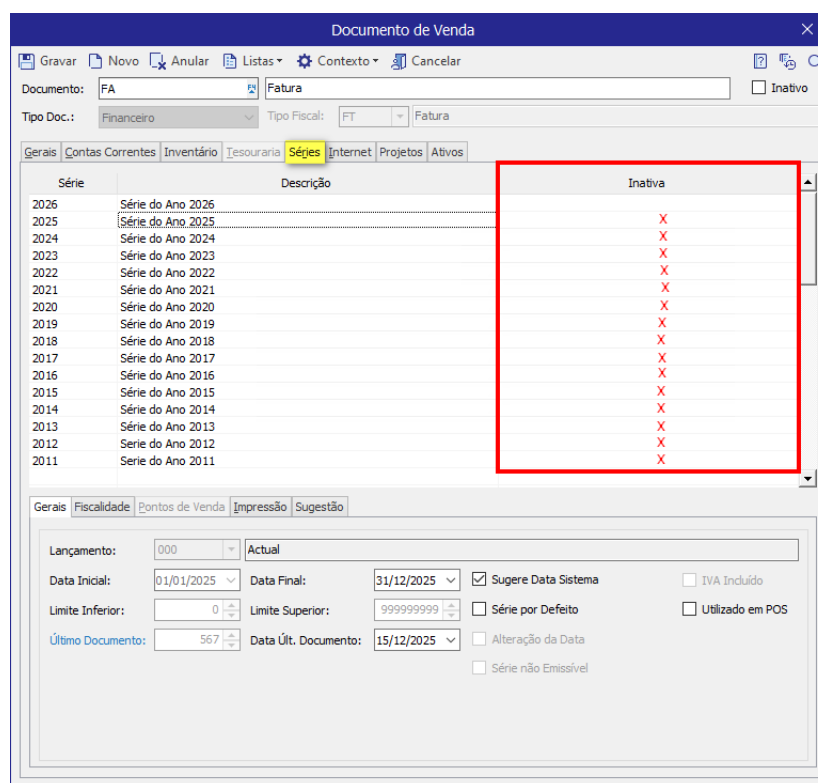 Documento de Venda
Gravar Novo Anular Listas Contexto Cancelar
Documento: FA Fatura Inativo
Tipo Doc.: Financeiro Tipo Fiscal: FT Fatura
Gerais Contas Correntes Inventário Tesouraria Séries Internet Projetos Ativos
Série Descrição Inativa
2026 Série do Ano 2026
2025 Série do Ano 2025 X
2024 Série do Ano 2024 X
2023 Série do Ano 2023 X
2022 Série do Ano 2022 X
2021 Série do Ano 2021 X
2020 Série do Ano 2020 X
2019 Série do Ano 2019 X
2018 Série do Ano 2018 X
2017 Série do Ano 2017 X
2016 Série do Ano 2016 X
2015 Série do Ano 2015 X
2014 Série do Ano 2014 X
2013 Série do Ano 2013 X
2012 Serie do Ano 2012 X
2011 Serie do Ano 2011 X
Gerais Fiscalidade Pontos de Venda Impressão Sugestão
Lançamento: 000 Actual
Data Inicial: 01/01/2025 Data Final: 31/12/2025 Sugere Data Sistema IVA Incluído
Limite Inferior: 0 Limite Superior: 999999999 Série por Defeito Utilizado em POS
Último Documento: 567 Data Últ. Documento: 15/12/2025 Alteração da Data
Série não Emissível